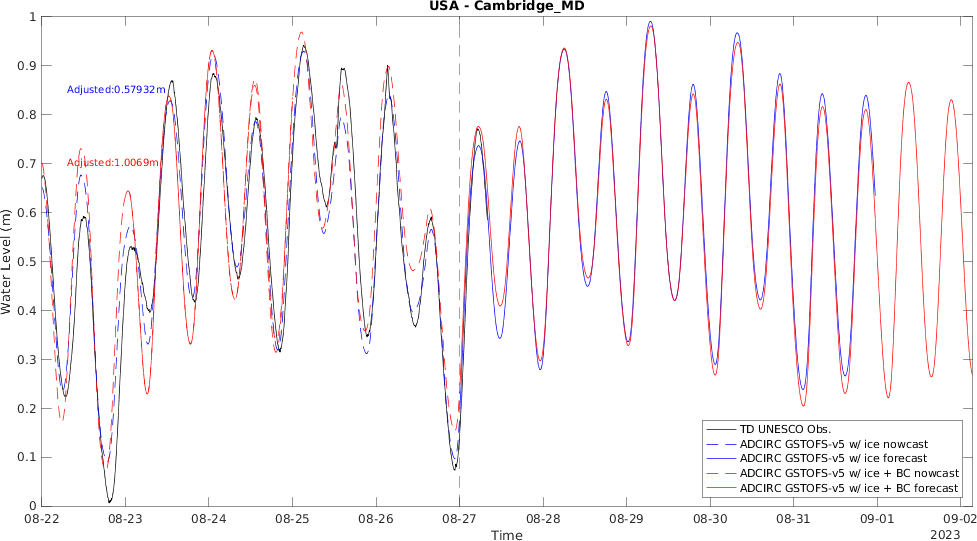 USA - Cambridge_MD
1
0.9
0.8
0.7
0.6
0.5
0.4
0.3
0.2
0.1
0
Water Level (m)
Adjusted:0.57932m
Adjusted:1.0069m
TD UNESCO Obs.
ADCIRC GSTOFS-v5 w/ ice nowcast
ADCIRC GSTOFS-v5 w/ ice forecast
ADCIRC GSTOFS-v5 w/ ice + BC nowcast
ADCIRC GSTOFS-v5 w/ ice + BC forecast
08-22 08-23 08-24 08-25 08-26 08-27 08-28 08-29 08-30 08-31 09-01 09-02
Time
2023